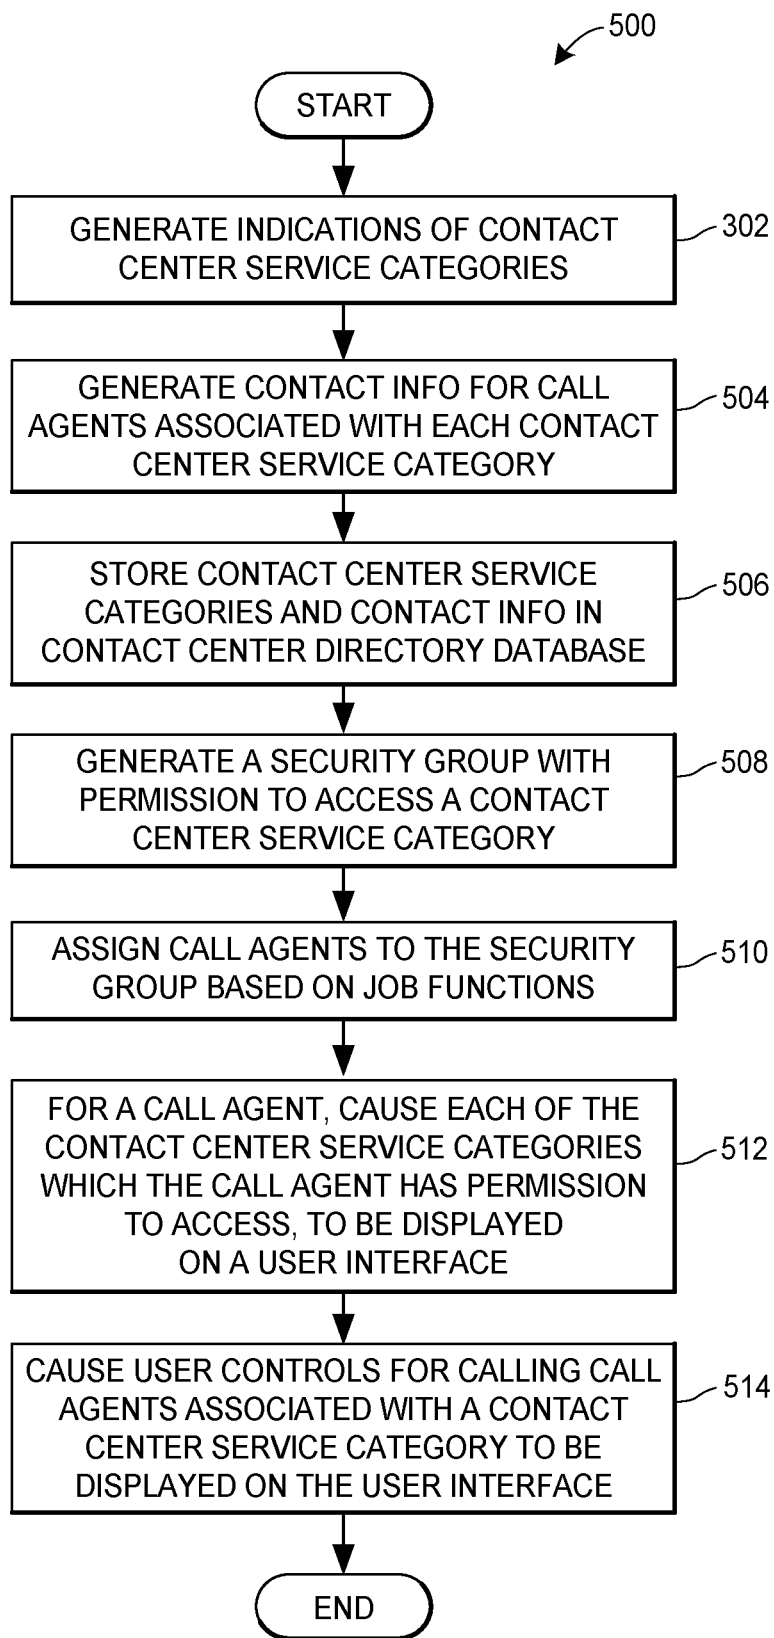 500
START
GENERATE INDICATIONS OF CONTACT
CENTER SERVICE CATEGORIES
302
GENERATE CONTACT INFO FOR CALL
AGENTS ASSOCIATED WITH EACH CONTACT
CENTER SERVICE CATEGORY
504
STORE CONTACT CENTER SERVICE
CATEGORIES AND CONTACT INFO IN
CONTACT CENTER DIRECTORY DATABASE
506
GENERATE A SECURITY GROUP WITH
PERMISSION TO ACCESS A CONTACT
CENTER SERVICE CATEGORY
508
ASSIGN CALL AGENTS TO THE SECURITY
GROUP BASED ON JOB FUNCTIONS
510
FOR A CALL AGENT, CAUSE EACH OF THE
CONTACT CENTER SERVICE CATEGORIES
WHICH THE CALL AGENT HAS PERMISSION
TO ACCESS, TO BE DISPLAYED
ON A USER INTERFACE
512
CAUSE USER CONTROLS FOR CALLING CALL
AGENTS ASSOCIATED WITH A CONTACT
CENTER SERVICE CATEGORY TO BE
DISPLAYED ON THE USER INTERFACE
514
END